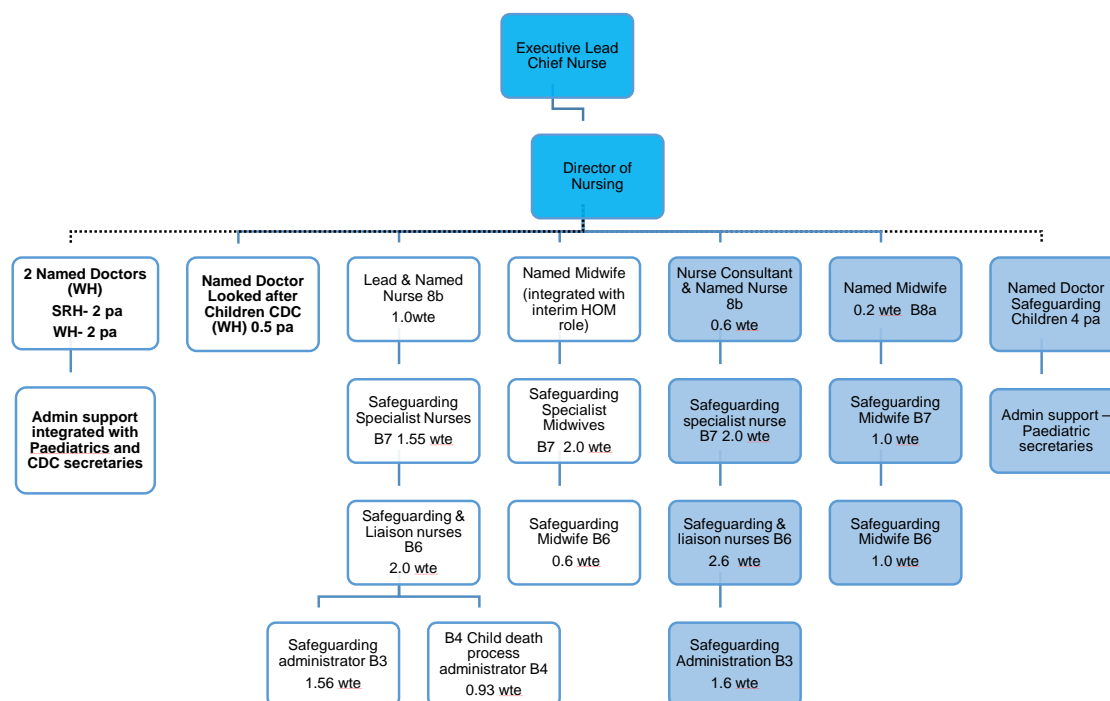 Executive Lead
Chief Nurse
Director of
Nursing
2 Named Doctors
(WH)
SRH- 2 pa
WH- 2 pa
Named Doctor
Looked after
Children CDC
(WH) 0.5 pa
Lead & Named
Nurse 8b
1.0wte
Named Midwife
(integrated with
interim HOM
role)
Nurse Consultant
& Named Nurse
8b
0.6 wte
Named Midwife
0.2 wte B8a
Named Doctor
Safeguarding
Children 4 pa
Admin support
integrated with
Paediatrics and
CDC secretaries
Safeguarding
Specialist Nurses
B7 1.55 wte
Safeguarding
Specialist
Midwives
B7 2.0 wte
Safeguarding
specialist nurse
B7 2.0 wte
Safeguarding
Midwife B7
1.0 wte
Admin support –
Paediatric
secretaries
Safeguarding &
Liaison nurses
B6
2.0 wte
Safeguarding
Midwife B6
0.6 wte
Safeguarding &
liaison nurses B6
2.6 wte
Safeguarding
Midwife B6
1.0 wte
Safeguarding
administrator B3
1.56 wte
B4 Child death
process
administrator B4
0.93 wte
Safeguarding
Administration B3
1.6 wte